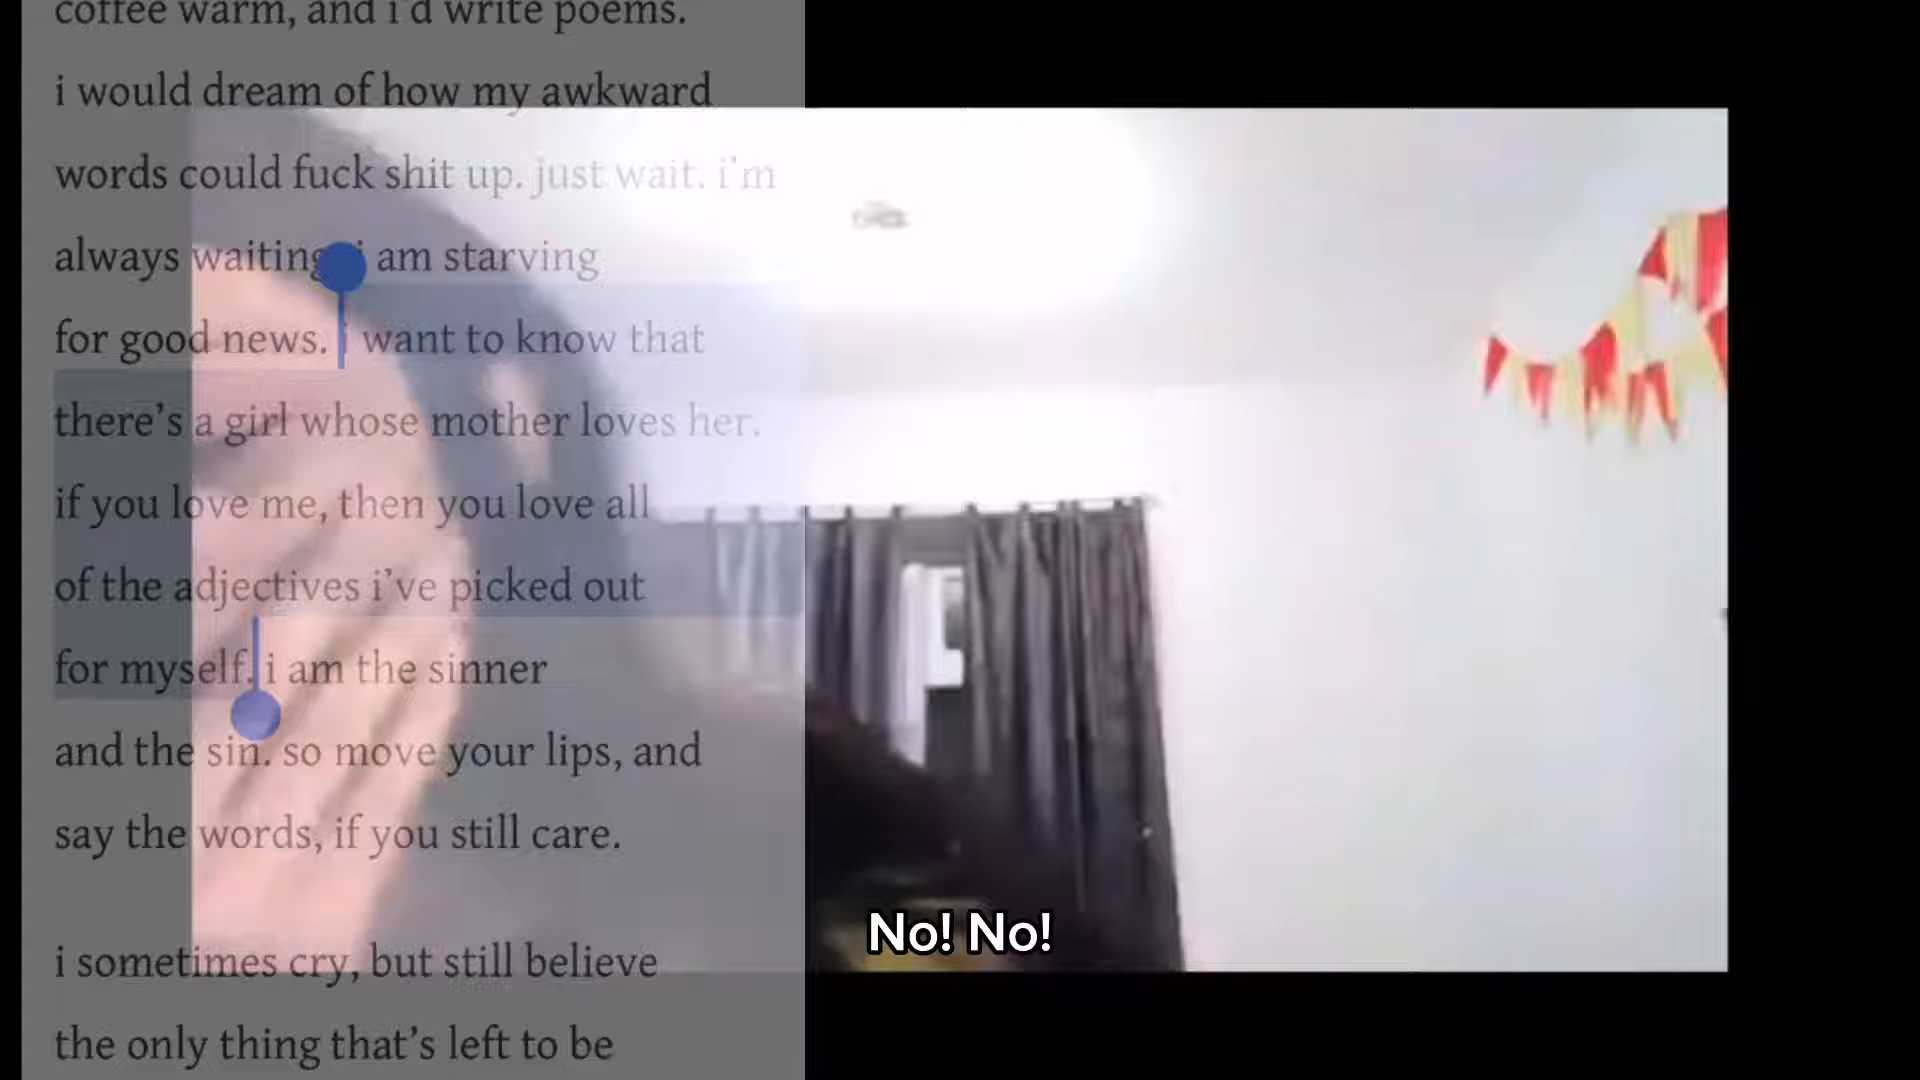 coffee warm, and i'd write poems.
i would dream of how my awkward
words could fuck shit up. just wait. i'm
always waiting. i am starving
for good news. i want to know that
there's a girl whose mother loves her.
if you love me, then you love all
of the adjectives i've picked out
for myself. i am the sinner
and the sin. so move your lips, and
say the words, if you still care.
i sometimes cry, but still believe
the only thing that's left to be
No! No!